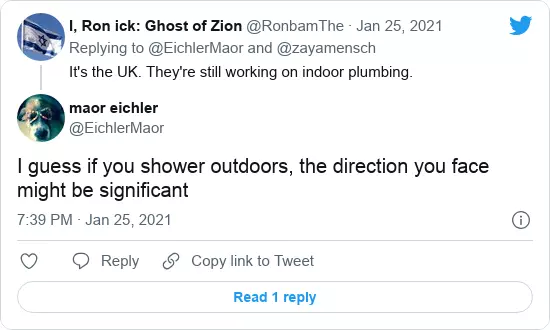 I, Ron ick: Ghost of Zion @RonbamThe · Jan 25, 2021
Replying to @EichlerMaor and @zayamensch
It's the UK. They're still working on indoor plumbing.
maor eichler
@EichlerMaor
I guess if you shower outdoors, the direction you face
might be significant
7:39 PM · Jan 25, 2021
Reply
Copy link to Tweet
Read 1 reply